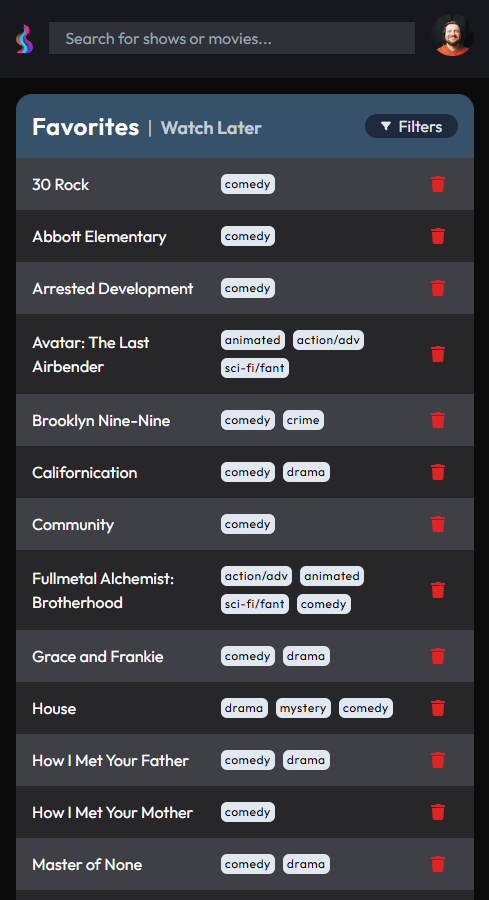 Search for shows or movies...
Favorites | Watch Later
Filters
30 Rock comedy
Abbott Elementary comedy
Arrested Development comedy
Avatar: The Last Airbender animated action/adv
sci-fi/fant
Brooklyn Nine-Nine comedy crime
Californication comedy drama
Community comedy
Fullmetal Alchemist: Brotherhood action/adv animated
sci-fi/fant comedy
Grace and Frankie comedy drama
House drama mystery comedy
How I Met Your Father comedy drama
How I Met Your Mother comedy
Master of None comedy drama